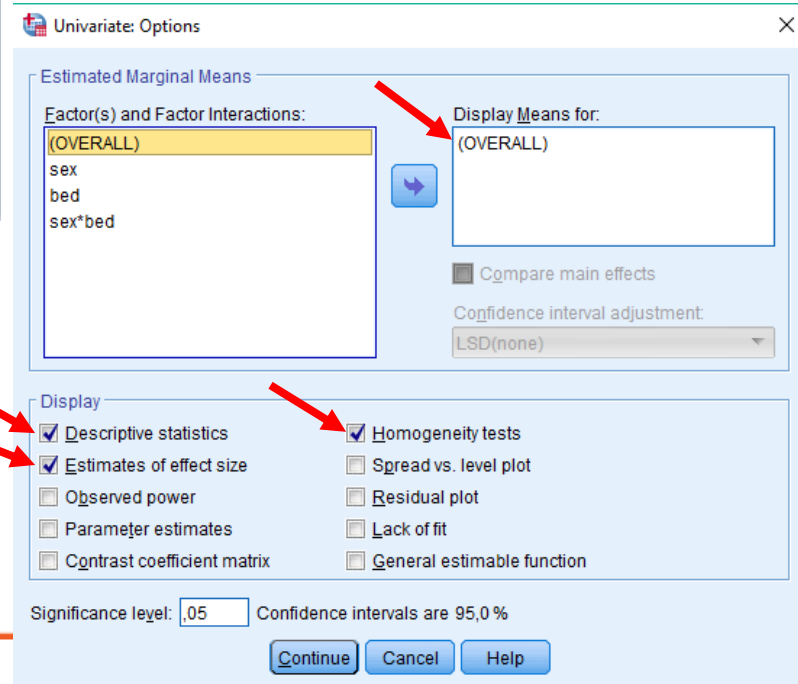 Univariate: Options
Estimated Marginal Means
Factor(s) and Factor Interactions:
(OVERALL)
sex
bed
sex*bed
Display Means for:
(OVERALL)
Compare main effects
Confidence interval adjustment:
LSD(none)
Display
Descriptive statistics
Estimates of effect size
Observed power
Parameter estimates
Contrast coefficient matrix
Homogeneity tests
Spread vs. level plot
Residual plot
Lack of fit
General estimable function
Significance level: ,05 Confidence intervals are 95,0 %
Continue Cancel Help